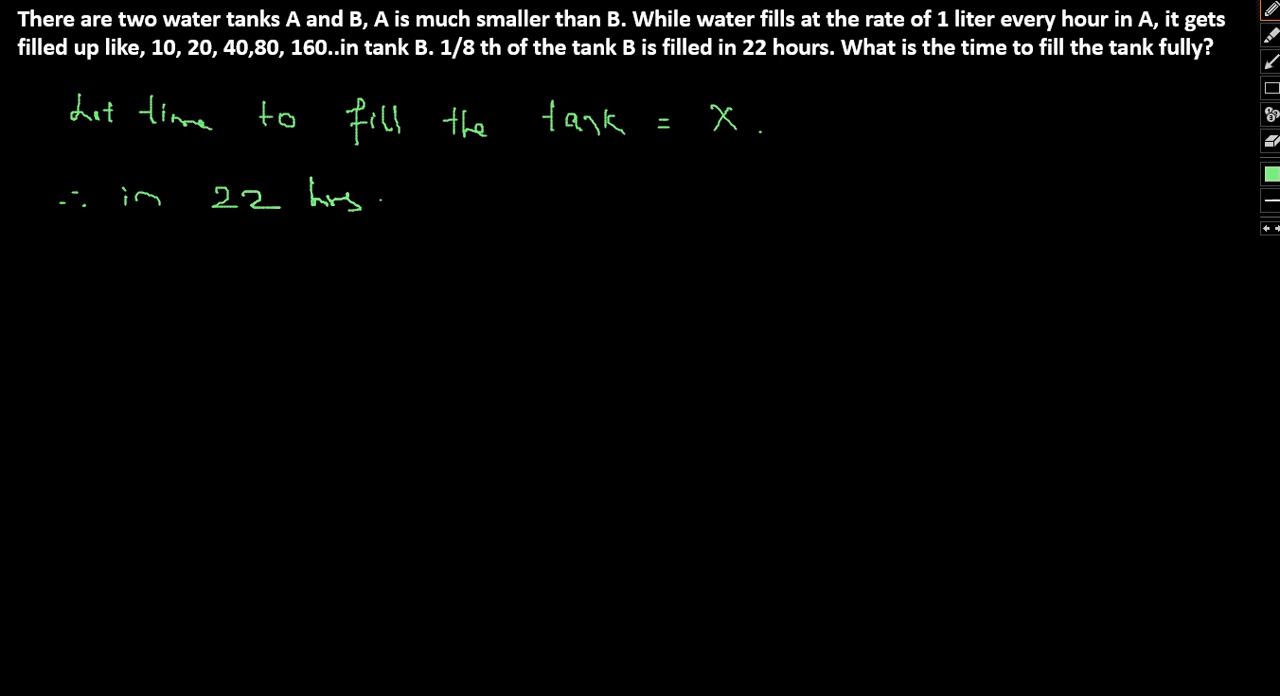 There are two water tanks A and B, A is much smaller than B. While water fills at the rate of 1 liter every hour in A, it gets
filled up like, 10, 20, 40,80, 160..in tank B. 1/8 th of the tank B is filled in 22 hours. What is the time to fill the tank fully?
Let time to fill the tank = X.
∴ in 22 hrs.